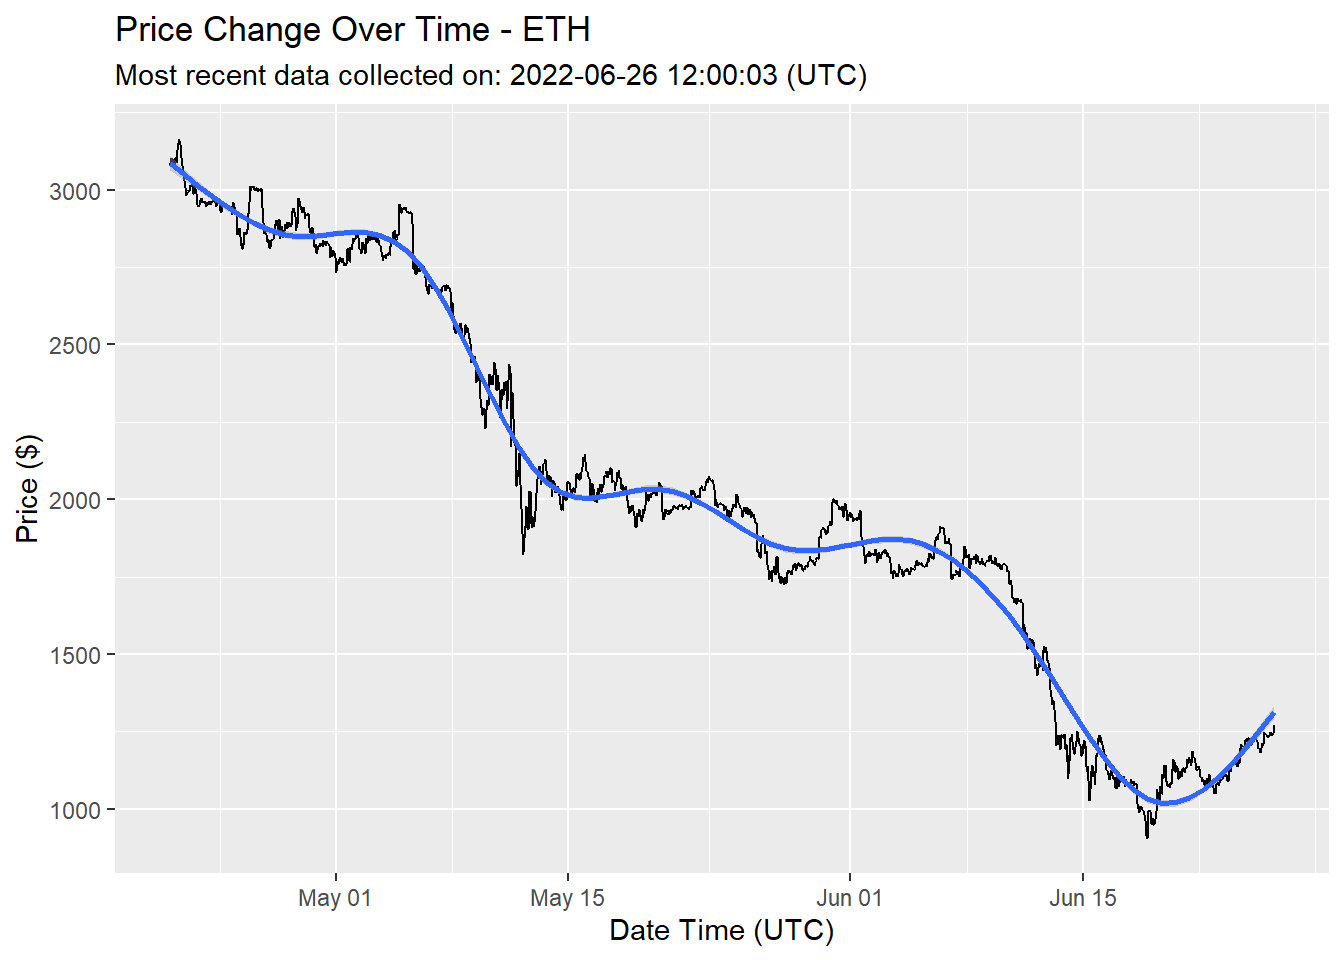 Price Change Over Time - ETH
Most recent data collected on: 2022-06-26 12:00:03 (UTC)
3000
2500
2000
1500
1000
Price ($)
May 01 May 15 Jun 01 Jun 15
Date Time (UTC)